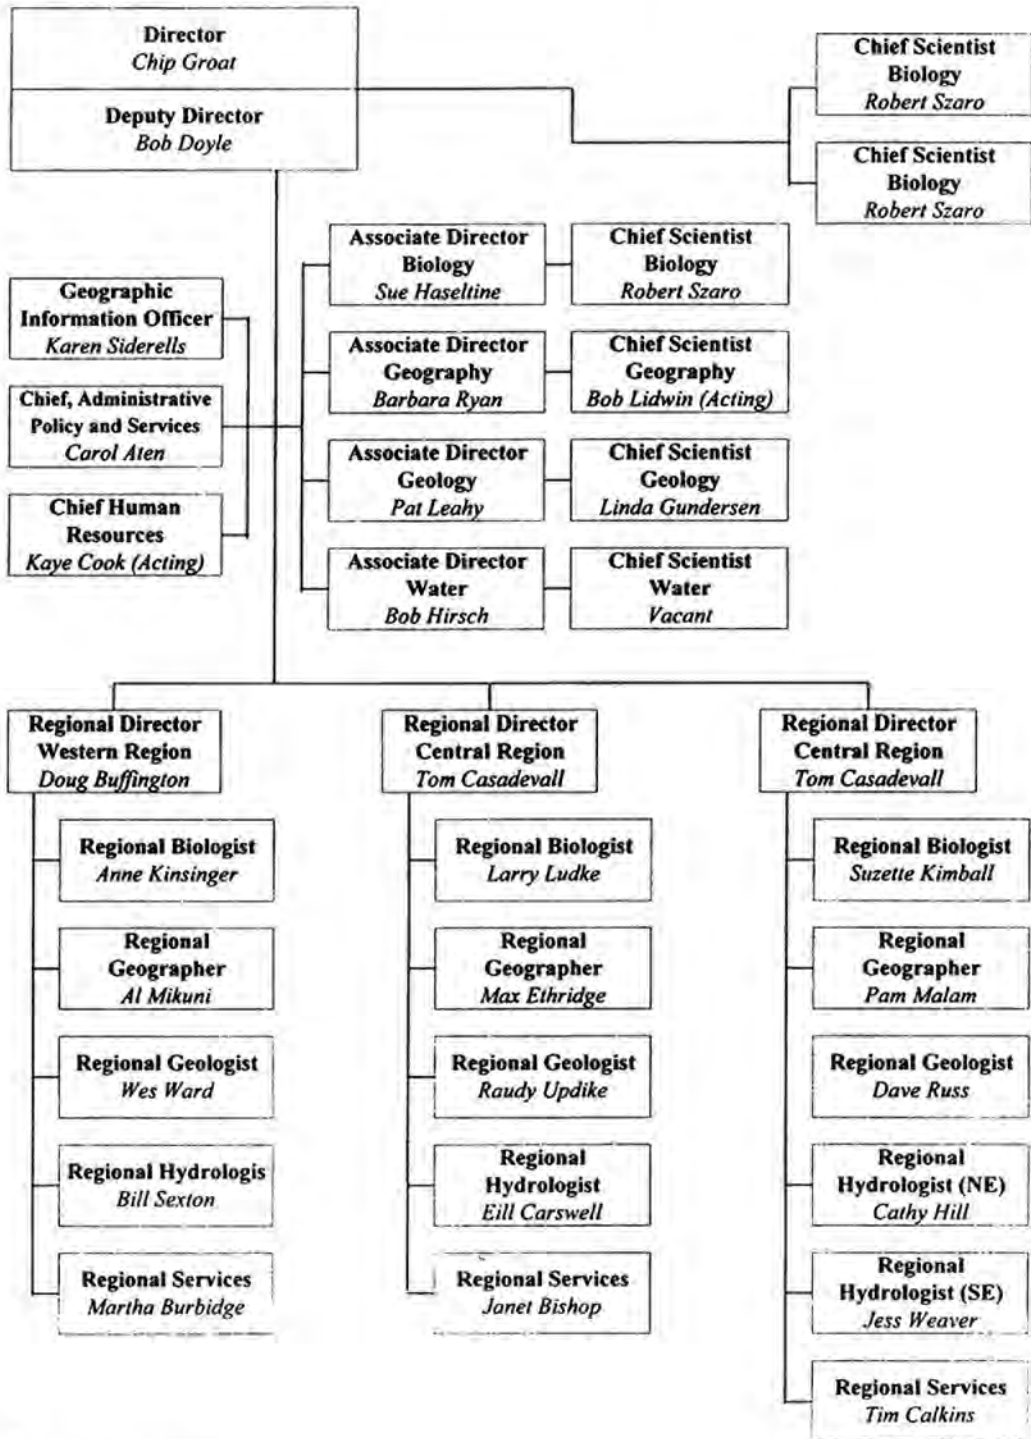 Director
Chip Groat
Deputy Director
Bob Doyle
Chief Scientist
Biology
Robert Szaro
Chief Scientist
Biology
Robert Szaro
Geographic
Information Officer
Karen Siderells
Chief, Administrative
Policy and Services
Carol Aten
Chief Human
Resources
Kaye Cook (Acting)
Associate Director
Biology
Sue Haseltine
Chief Scientist
Biology
Robert Szaro
Associate Director
Geography
Barbara Ryan
Chief Scientist
Geography
Bob Lidwin (Acting)
Associate Director
Geology
Pat Leahy
Chief Scientist
Geology
Linda Gundersen
Associate Director
Water
Bob Hirsch
Chief Scientist
Water
Vacant
Regional Director
Western Region
Doug Buffington
Regional Biologist
Anne Kinsinger
Regional
Geographer
Al Mikuni
Regional Geologist
Wes Ward
Regional Hydrologis
Bill Sexton
Regional Services
Martha Burbidge
Regional Director
Central Region
Tom Casadevall
Regional Biologist
Larry Ludke
Regional
Geographer
Max Ethridge
Regional Geologist
Raudy Updike
Regional
Hydrologist
Eill Carswell
Regional Services
Janet Bishop
Regional Director
Central Region
Tom Casadevall
Regional Biologist
Suzette Kimball
Regional
Geographer
Pam Malam
Regional Geologist
Dave Russ
Regional
Hydrologist (NE)
Cathy Hill
Regional
Hydrologist (SE)
Jess Weaver
Regional Services
Tim Calkins